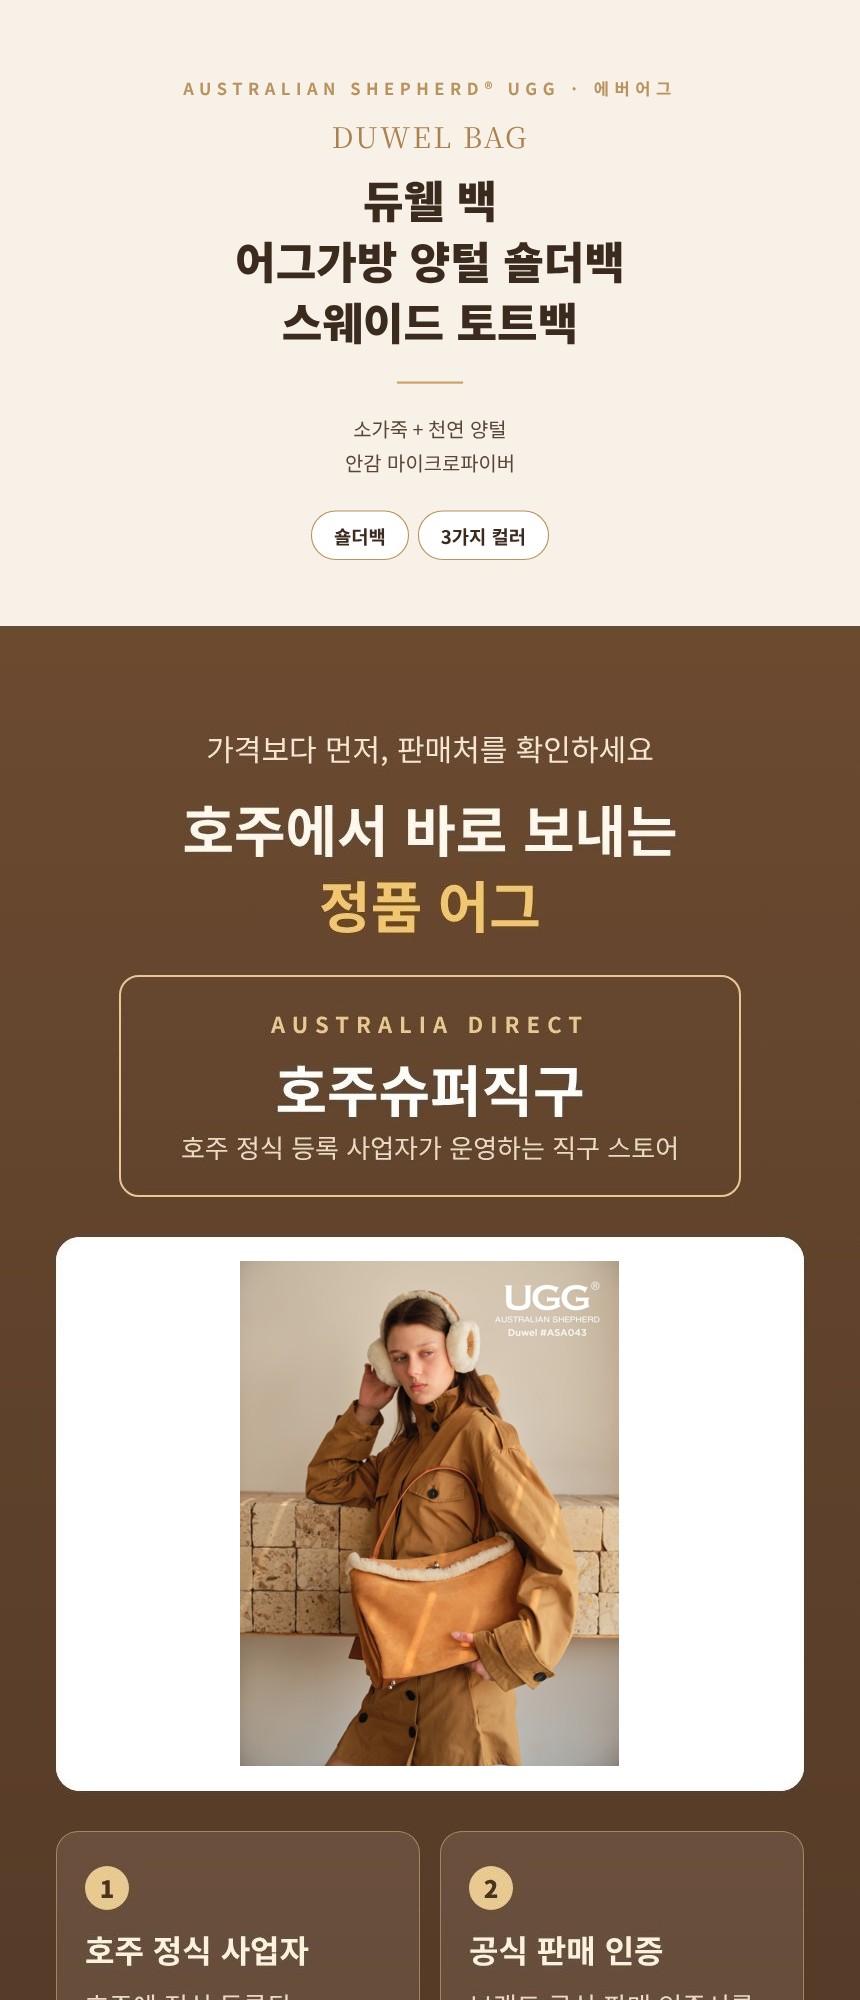 AUSTRALIAN SHEPHERD® UGG · 에버어그
DUWEL BAG
듀웰 백
어그가방 양털 숄더백
스웨이드 토트백
소가죽 + 천연 양털
안감 마이크로파이버
숄더백
3가지 컬러
가격보다 먼저, 판매처를 확인하세요
호주에서 바로 보내는
정품 어그
AUSTRALIA DIRECT
호주슈퍼직구
호주 정식 등록 사업자가 운영하는 직구 스토어
UGG®
AUSTRALIAN SHEPHERD
Duwel #ASA043
1
호주 정식 사업자
2
공식 판매 인증